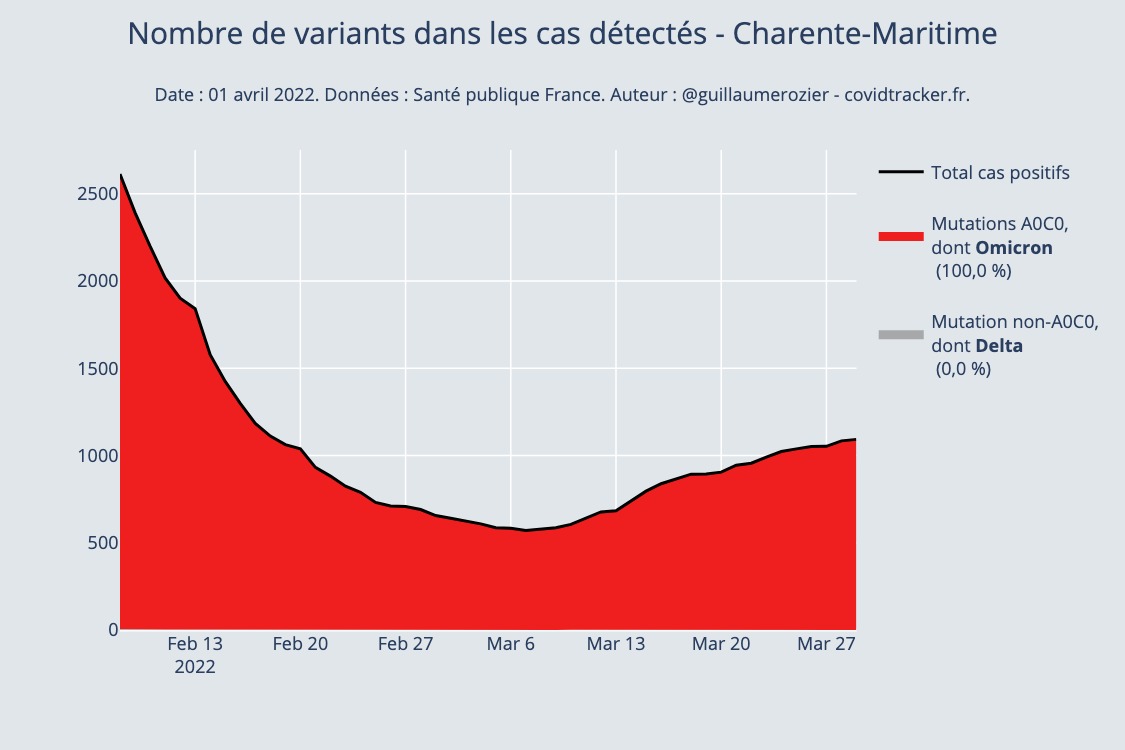 Nombre de variants dans les cas détectés - Charente-Maritime
Date : 01 avril 2022. Données : Santé publique France. Auteur : @guillaumerozier - covidtracker.fr.
2500
2000
1500
1000
500
0
Feb 13
2022
Feb 20
Feb 27
Mar 6
Mar 13
Mar 20
Mar 27
Total cas positifs
Mutations A0C0,
dont Omicron
(100,0 %)
Mutation non-A0C0,
dont Delta
(0,0 %)